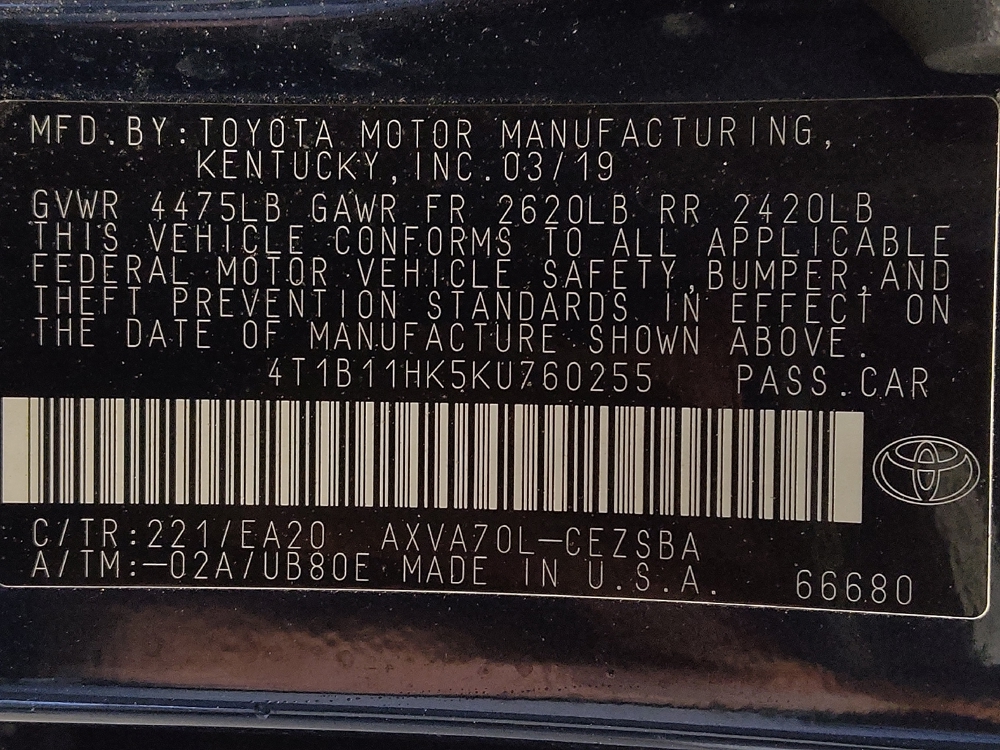 MFD.BY:TOYOTA MOTOR MANUFACTURING,
KENTUCKY,INC.03/19
GVWR 4475LB GAWR FR 2620LB RR 2420LB
THIS VEHICLE CONFORMS TO ALL APPLICABLE
FEDERAL MOTOR VEHICLE SAFETY,BUMPER,AND
THEFT PREVENTION STANDARDS IN EFFECT ON
THE DATE OF MANUFACTURE SHOWN ABOVE.
4T1B11HK5KU760255 PASS.CAR
C/TR:221/EA20 AXVA70L-CEZSBA
A/TM:-02A/UB80E MADE IN U.S.A. 66680